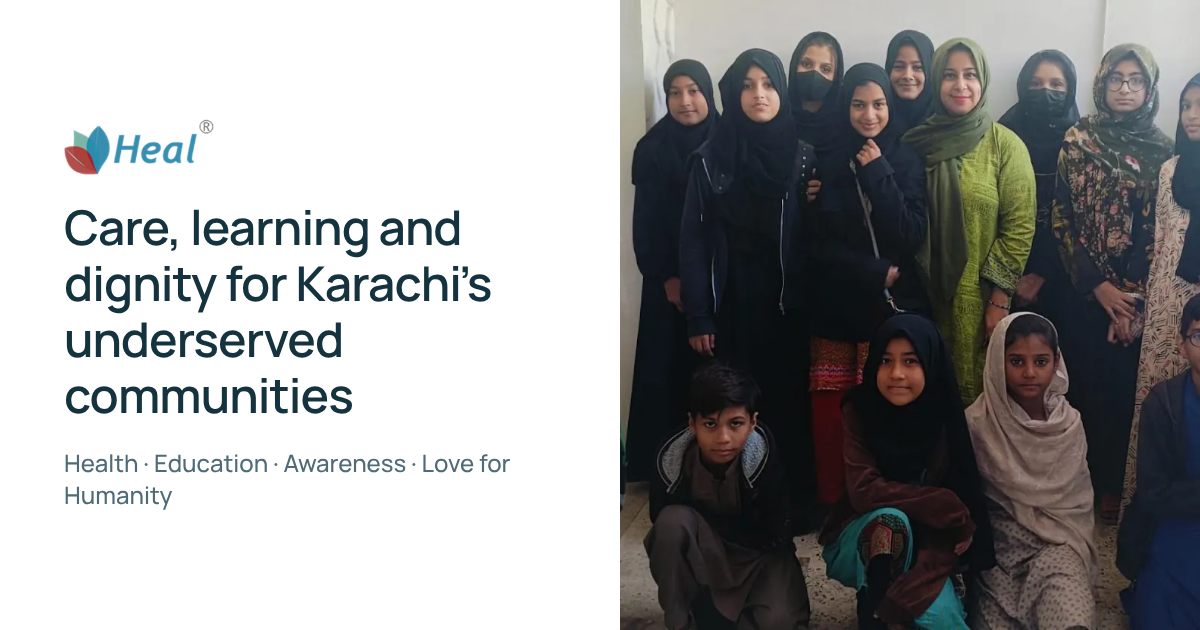 Heal®
Care, learning and
dignity for Karachi’s
underserved
communities
Health · Education · Awareness · Love for
Humanity